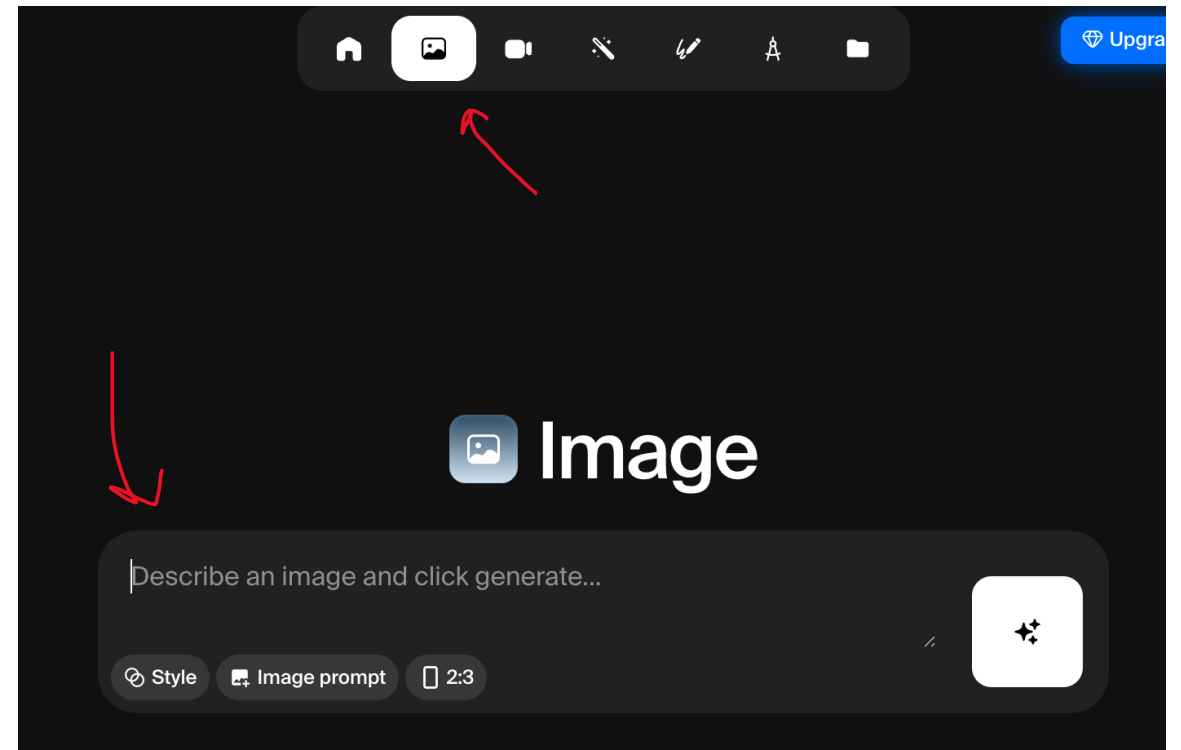 Upgra
Image
Describe an image and click generate...
Style
Image prompt
2:3